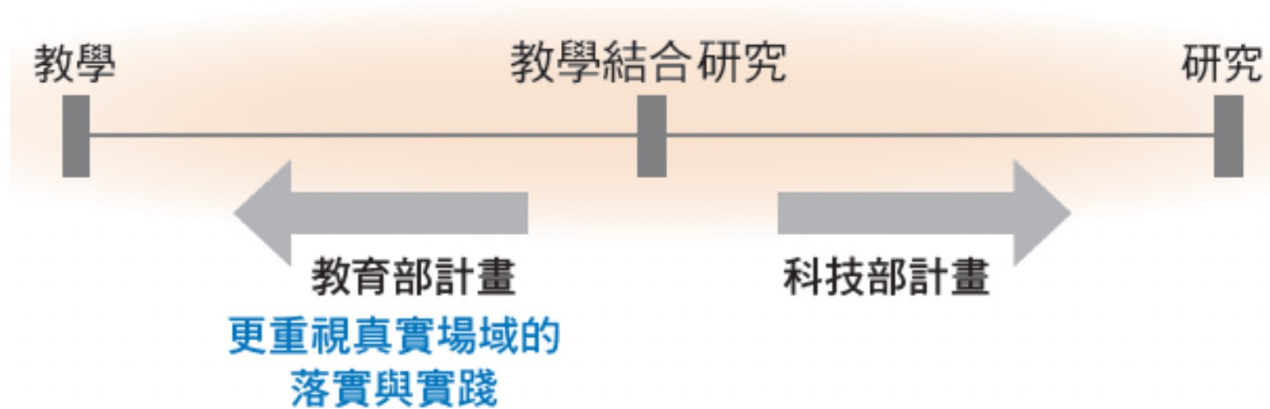 教學
教學結合研究
研究
教育部計畫
科技部計畫
更重視真實場域的
落實與實踐